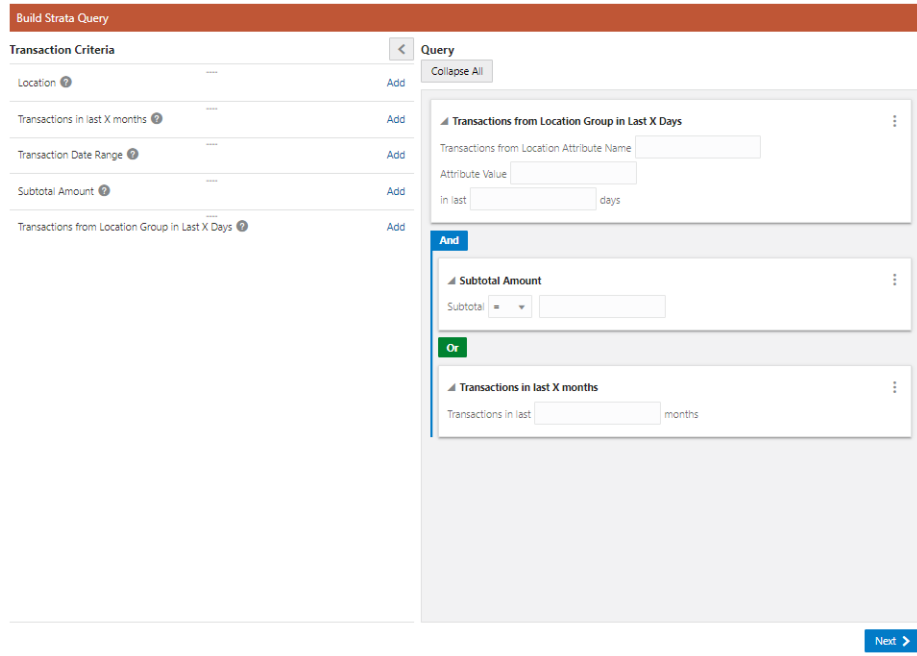 Build Strata Query
Transaction Criteria
Location ?
Add
Transactions in last X months ?
Add
Transaction Date Range ?
Add
Subtotal Amount ?
Add
Transactions from Location Group in Last X Days ?
Add
Query
Collapse All
Transactions from Location Group in Last X Days
Transactions from Location Attribute Name
Attribute Value
in last days
And
Subtotal Amount
Subtotal =
Or
Transactions in last X months
Transactions in last months
Next